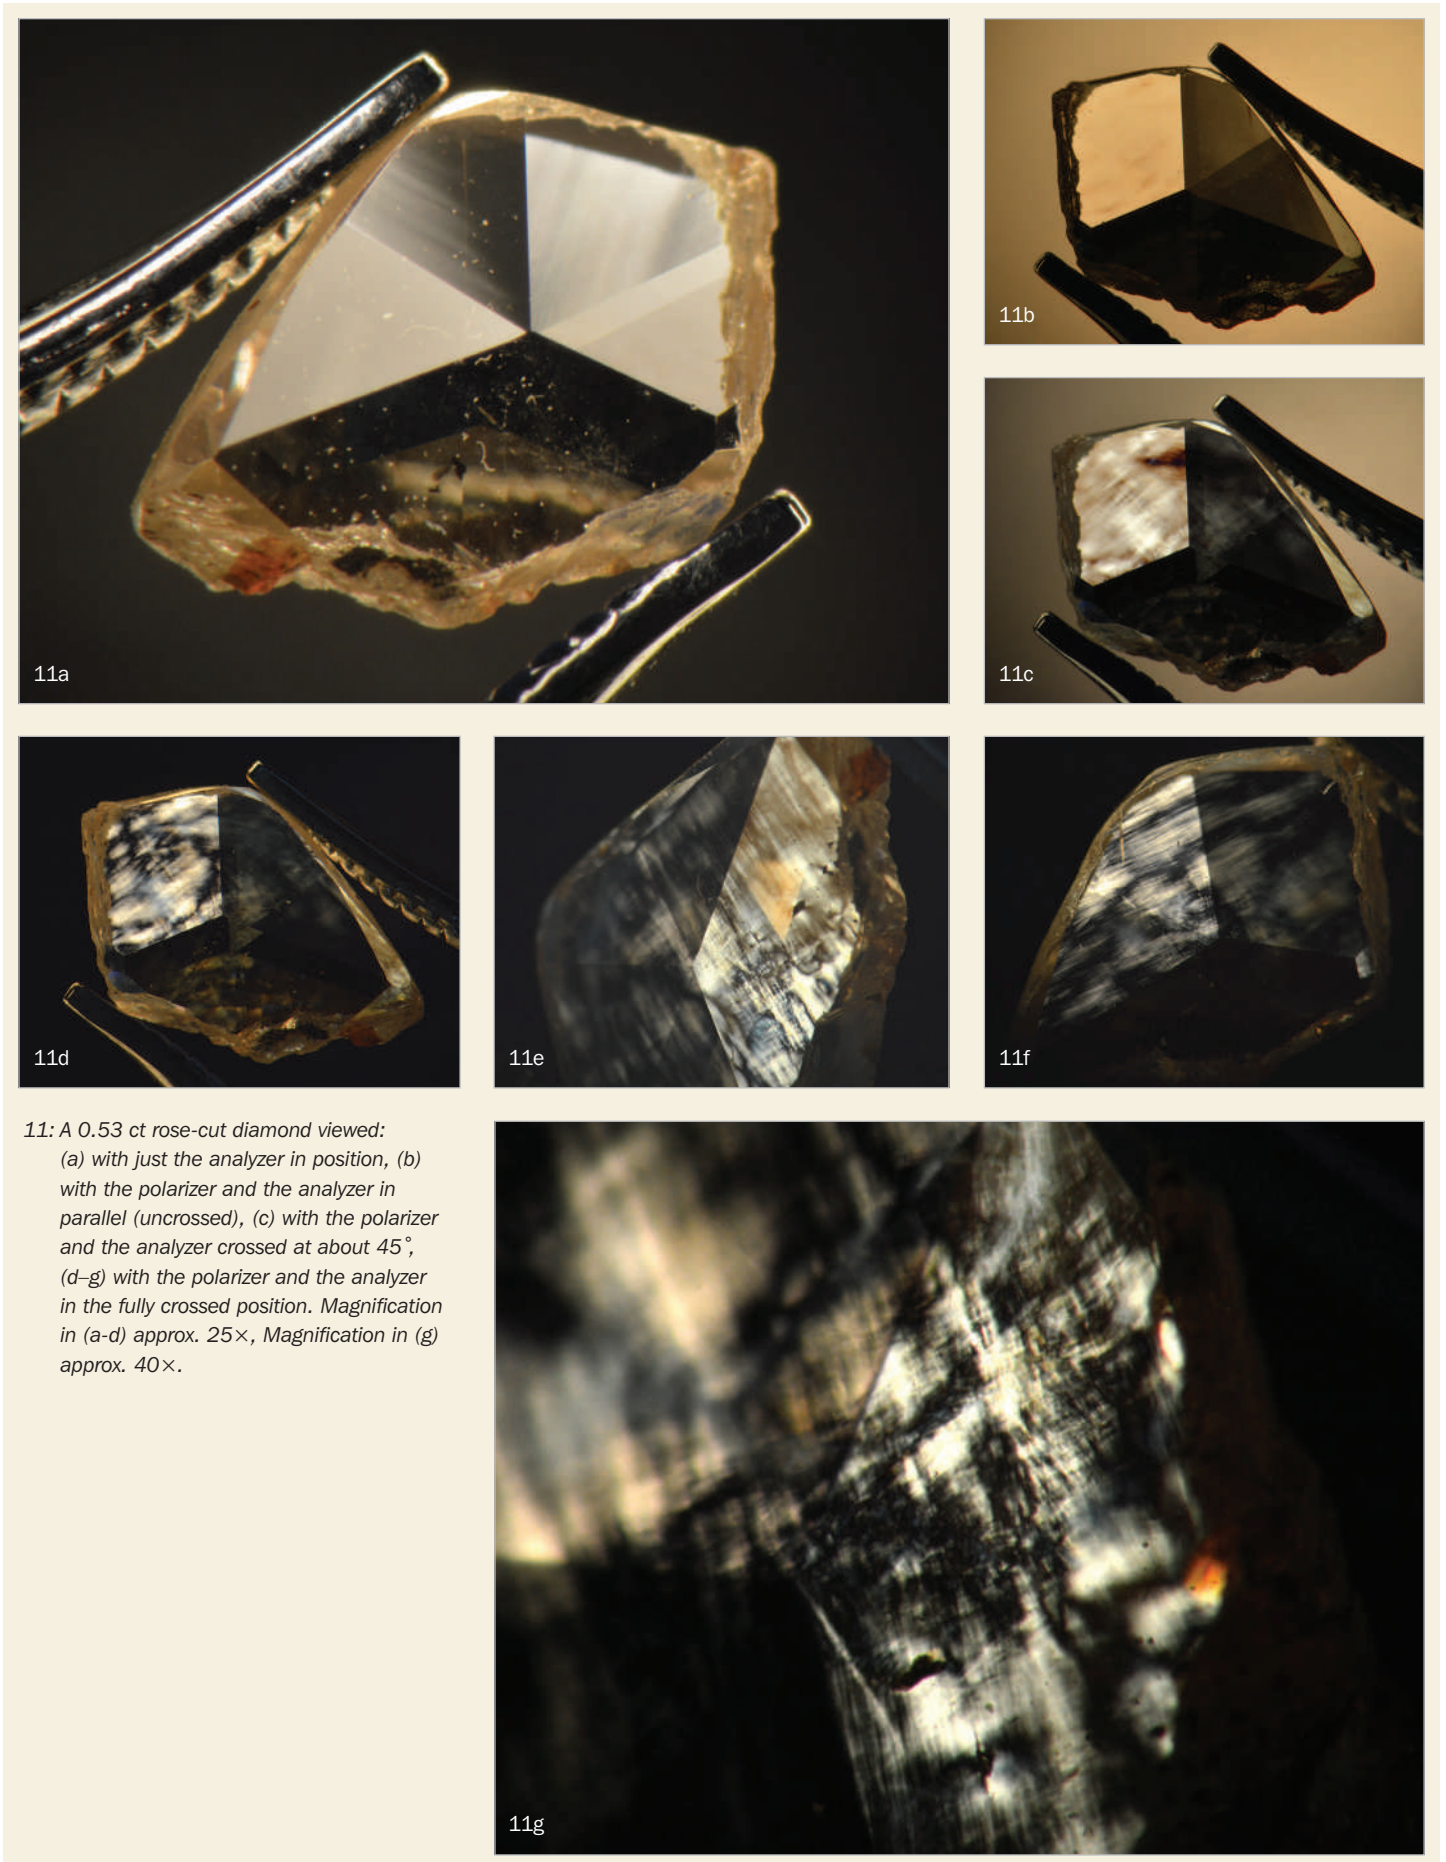 11a
11b
11c
11d
11e
11f
11: A 0.53 ct rose-cut diamond viewed:
(a) with just the analyzer in position, (b)
with the polarizer and the analyzer in
parallel (uncrossed), (c) with the polarizer
and the analyzer crossed at about 45˚,
(d–g) with the polarizer and the analyzer
in the fully crossed position. Magnification
in (a-d) approx. 25×, Magnification in (g)
approx. 40×.
11g